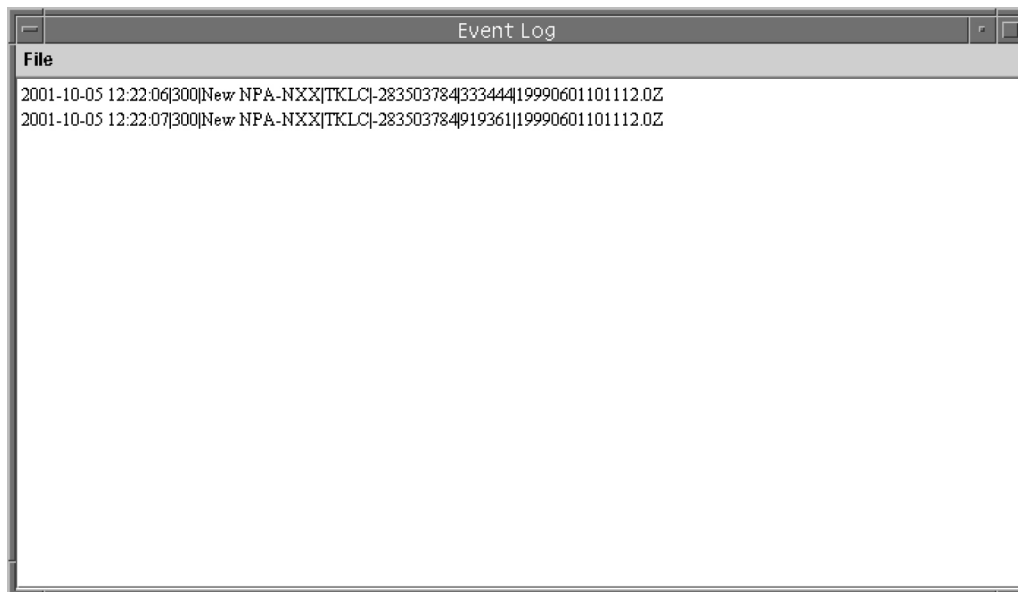 Event Log
File
2001-10-05 12:22:06|300|New NPA-NXX|TKLC|-283503784|333444|19990601101112.0Z
2001-10-05 12:22:07|300|New NPA-NXX|TKLC|-283503784|919361|19990601101112.0Z